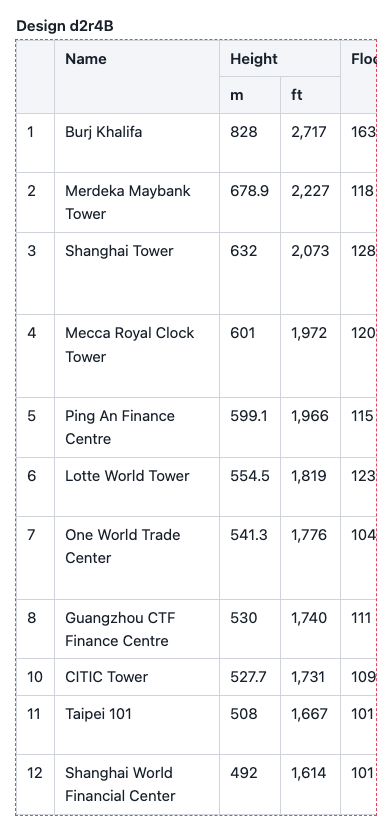 Design d2r4B
Name Height
m ft
1 Burj Khalifa 828 2,717 163
2 Merdeka Maybank 678.9 2,227 118
Tower
3 Shanghai Tower 632 2,073 128
4 Mecca Royal Clock 601 1,972 120
Tower
5 Ping An Finance 599.1 1,966 115
Centre
6 Lotte World Tower 554.5 1,819 123
7 One World Trade 541.3 1,776 104
Center
8 Guangzhou CTF 530 1,740 111
Finance Centre
10 CITIC Tower 527.7 1,731 109
11 Taipei 101 508 1,667 101
12 Shanghai World 492 1,614 101
Financial Center